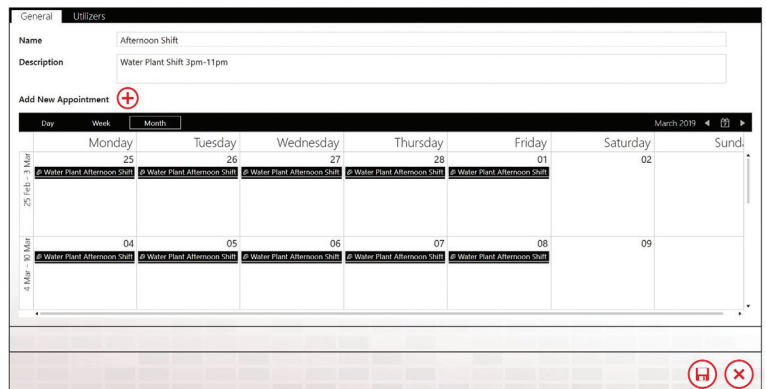 General Utilizers
Name Afternoon Shift
Description Water Plant Shift 3pm-11pm
Add New Appointment
Day Week Month March 2019
Monday Tuesday Wednesday Thursday Friday Saturday Sund
25 Feb - 3 Mar
25 26 27 28 01 02
Water Plant Afternoon Shift Water Plant Afternoon Shift Water Plant Afternoon Shift Water Plant Afternoon Shift Water Plant Afternoon Shift
4 Mar - 10 Mar
04 05 06 07 08 09
Water Plant Afternoon Shift Water Plant Afternoon Shift Water Plant Afternoon Shift Water Plant Afternoon Shift Water Plant Afternoon Shift